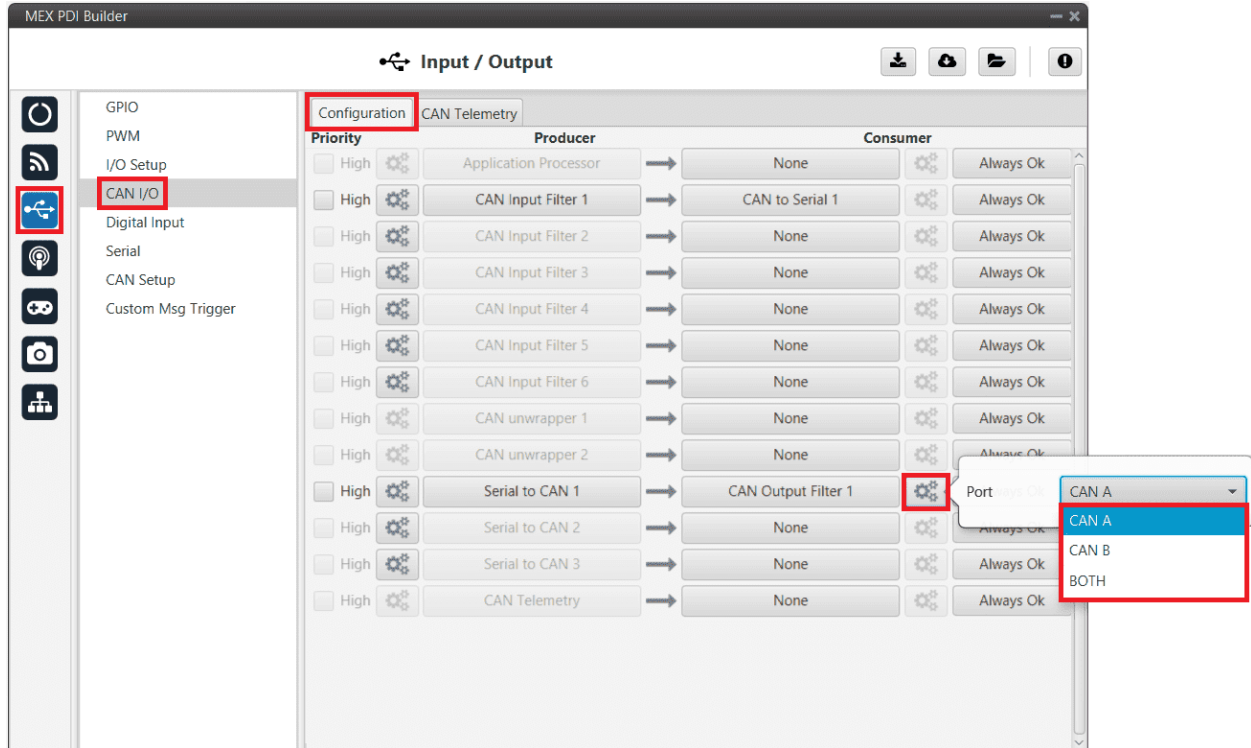 MEX PDI Builder
Input / Output
GPIO
PWM
I/O Setup
CAN I/O
Digital Input
Serial
CAN Setup
Custom Msg Trigger
Configuration CAN Telemetry
Priority Producer Consumer
High Application Processor None Always Ok
High CAN Input Filter 1 CAN to Serial 1 Always Ok
High CAN Input Filter 2 None Always Ok
High CAN Input Filter 3 None Always Ok
High CAN Input Filter 4 None Always Ok
High CAN Input Filter 5 None Always Ok
High CAN Input Filter 6 None Always Ok
High CAN unwrapper 1 None Always Ok
High CAN unwrapper 2 None Always Ok
High Serial to CAN 1 CAN Output Filter 1 Port CAN A
High Serial to CAN 2 None Always Ok
High Serial to CAN 3 None Always Ok
High CAN Telemetry None Always Ok
CAN A
CAN B
BOTH